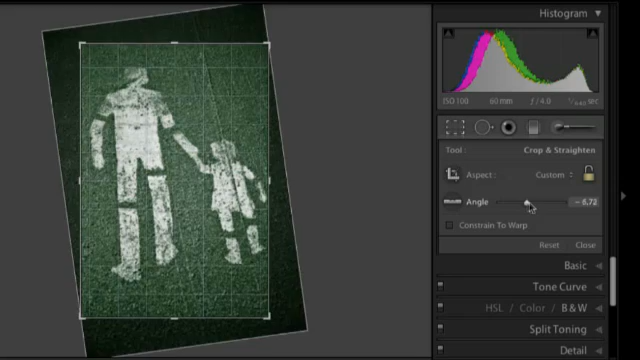 Histogram
ISO 100 60 mm ƒ / 4.0 sec
Tool : Crop & Straighten
Aspect : Custom
Angle - 6,72
Constrain To Warp
Reset Close
Basic
Tone Curve
HSL / Color / B & W
Split Toning
Detail